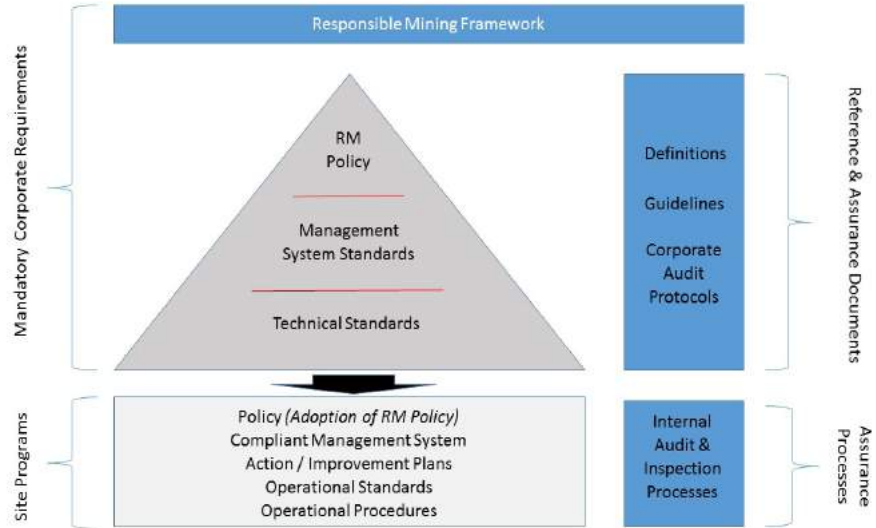 Responsible Mining Framework
Mandatory Corporate Requirements
RM
Policy
Management
System Standards
Technical Standards
Definitions
Guidelines
Corporate
Audit
Protocols
Reference & Assurance Documents
Site Programs
Policy (Adoption of RM Policy)
Compliant Management System
Action / Improvement Plans
Operational Standards
Operational Procedures
Internal
Audit &
Inspection
Processes
Assurance
Processes